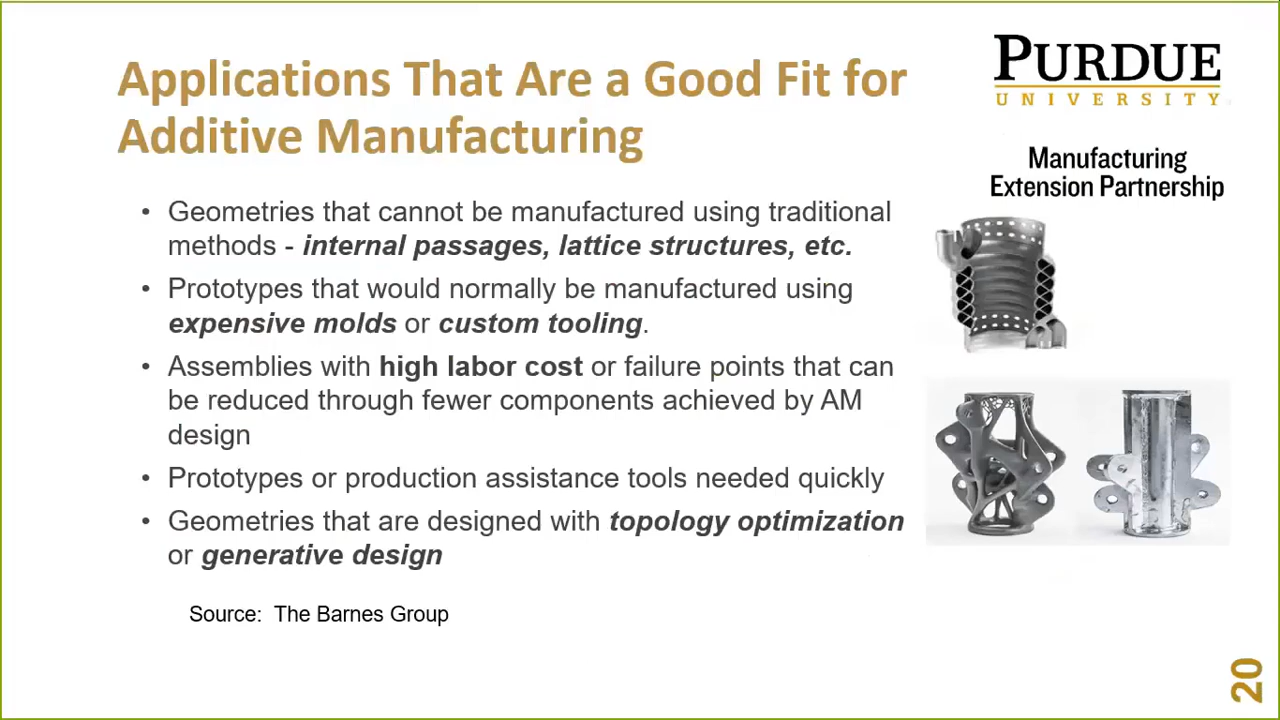 Applications That Are a Good Fit for
Additive Manufacturing
PURDUE
UNIVERSITY
Manufacturing
Extension Partnership
• Geometries that cannot be manufactured using traditional
methods - internal passages, lattice structures, etc.
• Prototypes that would normally be manufactured using
expensive molds or custom tooling.
• Assemblies with high labor cost or failure points that can
be reduced through fewer components achieved by AM
design
• Prototypes or production assistance tools needed quickly
• Geometries that are designed with topology optimization
or generative design
Source: The Barnes Group
20